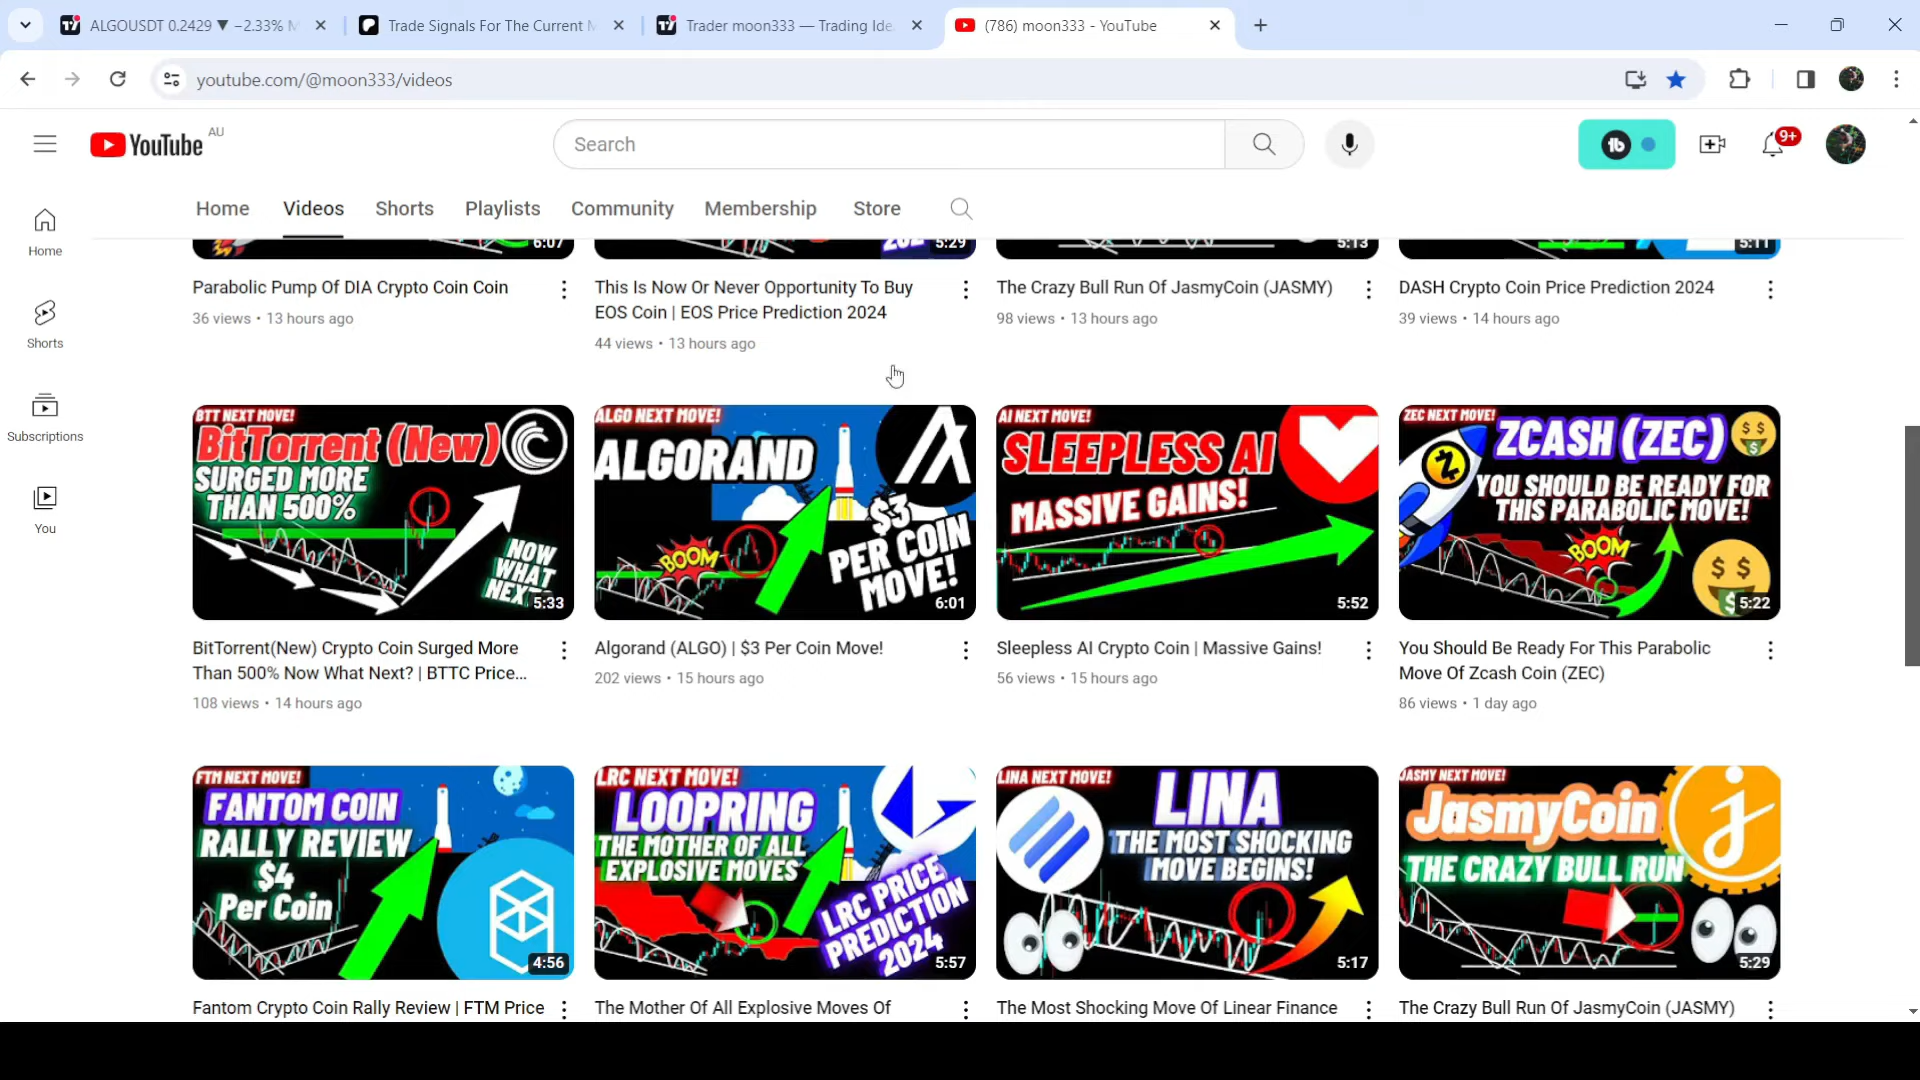 ALGOUSDT 0.2429 ▼ −2.33%
Trade Signals For The Current
Trader moon333 — Trading Ide
(786) moon333 - YouTube
youtube.com/@moon333/videos
YouTube AU
Search
9+
Home
Videos
Shorts
Playlists
Community
Membership
Store
Home
Shorts
Subscriptions
You
6:07
5:29
5:13
5:11
Parabolic Pump Of DIA Crypto Coin Coin
36 views • 13 hours ago
This Is Now Or Never Opportunity To Buy
EOS Coin | EOS Price Prediction 2024
44 views • 13 hours ago
The Crazy Bull Run Of JasmyCoin (JASMY)
98 views • 13 hours ago
DASH Crypto Coin Price Prediction 2024
39 views • 14 hours ago
BTT NEXT MOVE!
BitTorrent (New)
SURGED MORE
THAN 500%
NOW
WHAT
NEXT
5:33
BitTorrent(New) Crypto Coin Surged More
Than 500% Now What Next? | BTTC Price...
108 views • 14 hours ago
ALGO NEXT MOVE!
ALGORAND
BOOM
$3
PER COIN
MOVE!
6:01
Algorand (ALGO) | $3 Per Coin Move!
202 views • 15 hours ago
AI NEXT MOVE!
SLEEPLESS AI
MASSIVE GAINS!
5:52
Sleepless AI Crypto Coin | Massive Gains!
56 views • 15 hours ago
ZEC NEXT MOVE!
ZCASH (ZEC)
YOU SHOULD BE READY FOR
THIS PARABOLIC MOVE!
BOOM
5:22
You Should Be Ready For This Parabolic
Move Of Zcash Coin (ZEC)
86 views • 1 day ago
FTM NEXT MOVE!
FANTOM COIN
RALLY REVIEW
$4
Per Coin
4:56
Fantom Crypto Coin Rally Review | FTM Price
LRC NEXT MOVE!
LOOPRING
THE MOTHER OF ALL
EXPLOSIVE MOVES
LRC PRICE
PREDICTION
2024
5:57
The Mother Of All Explosive Moves Of
LINA NEXT MOVE!
LINA
THE MOST SHOCKING
MOVE BEGINS!
5:17
The Most Shocking Move Of Linear Finance
JASMY NEXT MOVE!
JasmyCoin
THE CRAZY BULL RUN
5:29
The Crazy Bull Run Of JasmyCoin (JASMY)